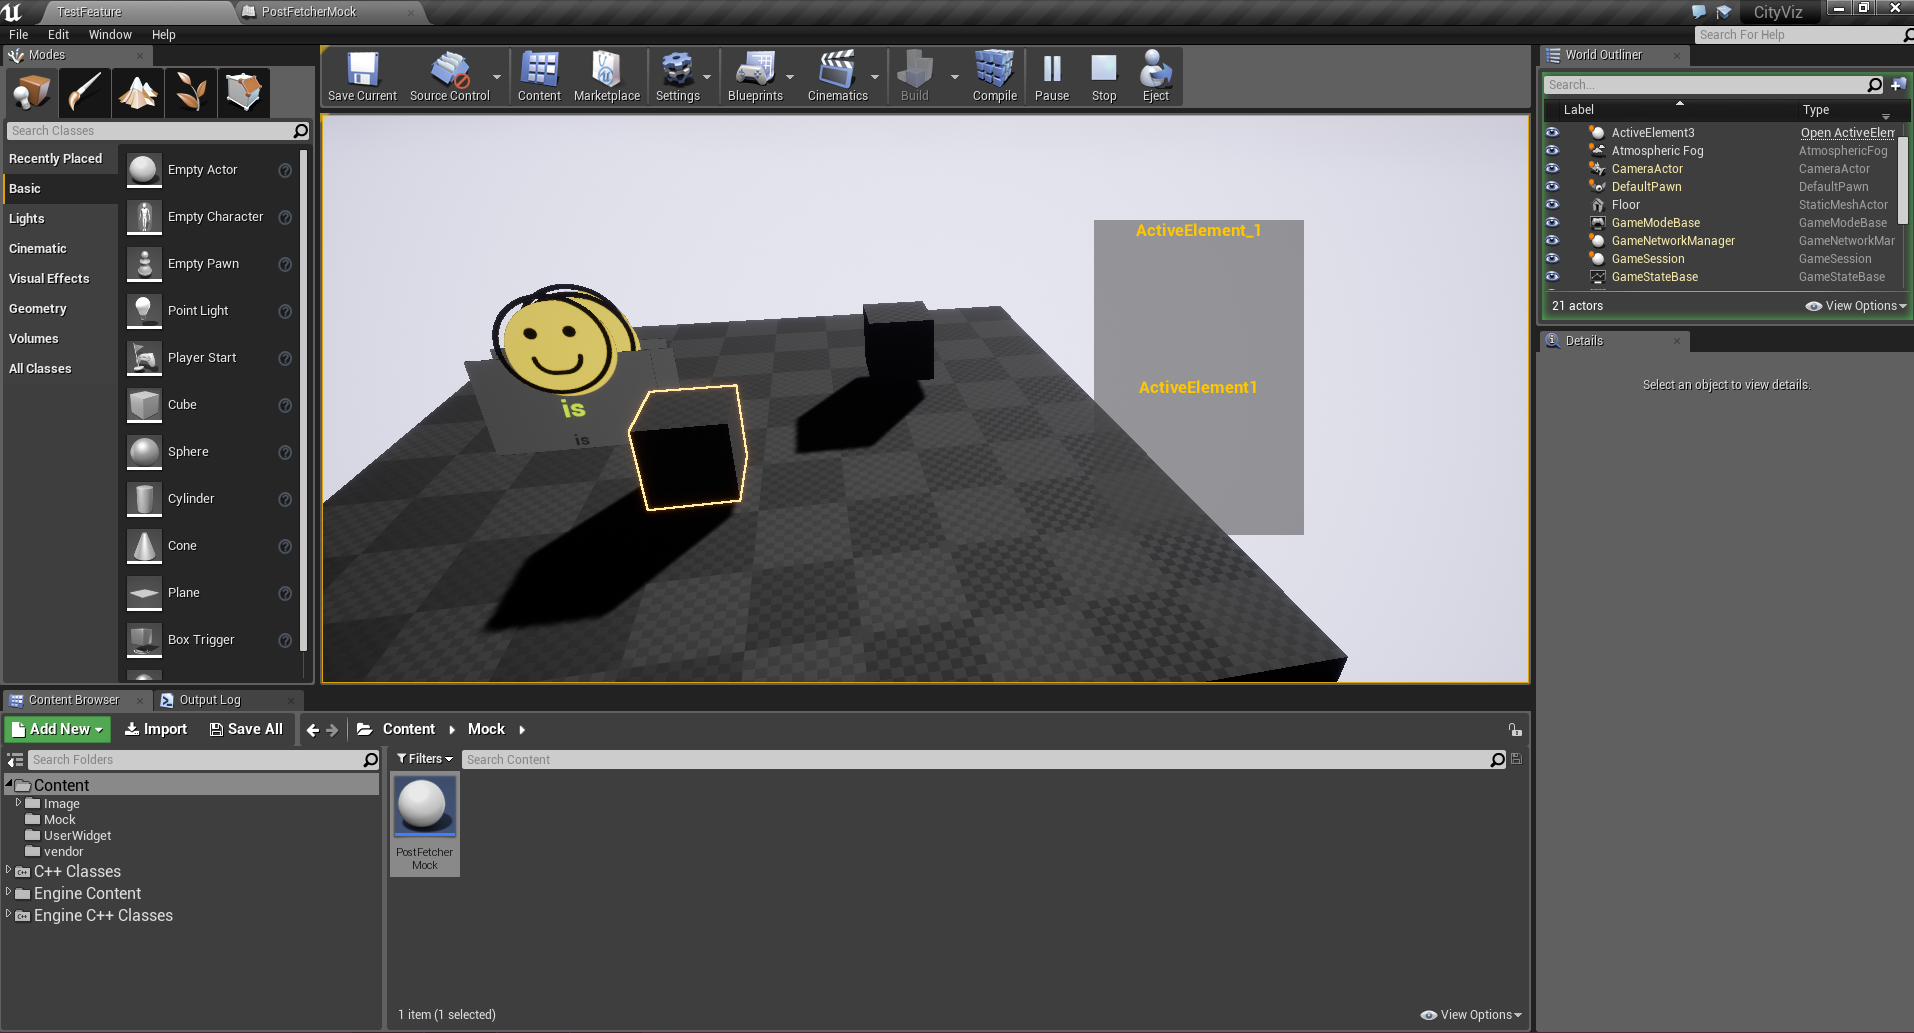 TestFeature
PostFetcherMock
CityViz
File Edit Window Help
Search For Help
Modes
Search Classes
Recently Placed
Basic
Lights
Cinematic
Visual Effects
Geometry
Volumes
All Classes
Empty Actor
Empty Character
Empty Pawn
Point Light
Player Start
Cube
Sphere
Cylinder
Cone
Plane
Box Trigger
Save Current
Source Control
Content
Marketplace
Settings
Blueprints
Cinematics
Build
Compile
Pause
Stop
Eject
ActiveElement_1
ActiveElement1
is
is
World Outliner
Search...
Label Type
ActiveElement3 Open ActiveElem
Atmospheric Fog AtmosphericFog
CameraActor CameraActor
DefaultPawn DefaultPawn
Floor StaticMeshActor
GameModeBase GameModeBase
GameNetworkManager GameNetworkMar
GameSession GameSession
GameStateBase GameStateBase
21 actors
View Options
Details
Select an object to view details.
Content Browser
Output Log
Add New
Import
Save All
Content
Mock
Search Folders
Filters
Search Content
Content
Image
Mock
UserWidget
vendor
C++ Classes
Engine Content
Engine C++ Classes
PostFetcher
Mock
1 item (1 selected)
View Options